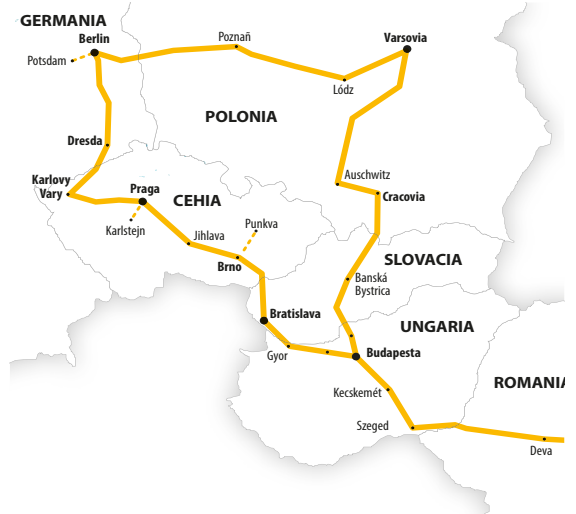 GERMANIA
Berlin
Potsdam
Poznañ
Varsovia
Lódz
POLONIA
Dresda
Karlovy
Vary
Praga
CEHIA
Karlstejn
Jihlava
Punkva
Brno
Auschwitz
Cracovia
SLOVACIA
Banská
Bystrica
Bratislava
UNGARIA
Gyor
Budapesta
Kecskemét
ROMANIA
Szeged
Deva